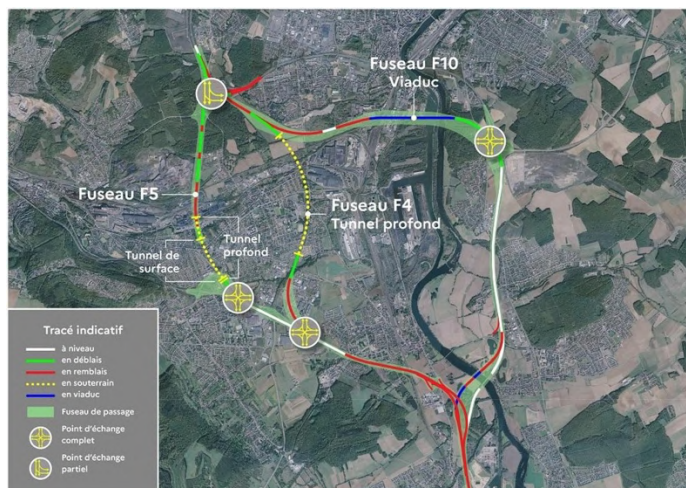 Fuseau F10
Viaduc
Fuseau F5
Fuseau F4
Tunnel profond
Tunnel de
surface
Tunnel
profond
Tracé indicatif
à niveau
en déblais
en remblais
en souterrain
en viaduc
Fuseau de passage
Point d'échange
complet
Point d'échange
partiel